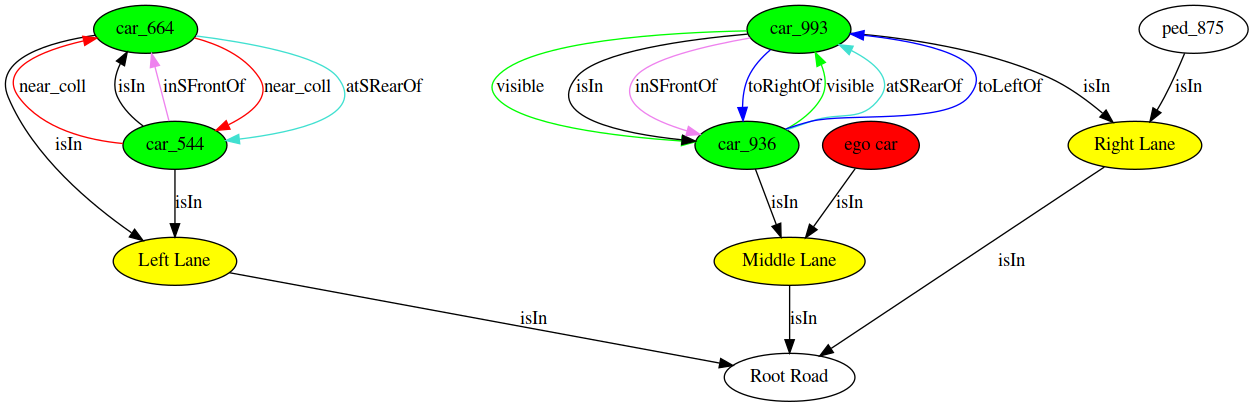 car_664 car_993 ped_875
near_coll isIn inSFrontOf near_coll atSRearOf visible isIn inSFrontOf toRightOf visible atSRearOf toLeftOf isIn isIn
isIn car_544 car_936 ego car Right Lane
isIn isIn isIn
Left Lane Middle Lane isIn
isIn isIn
Root Road